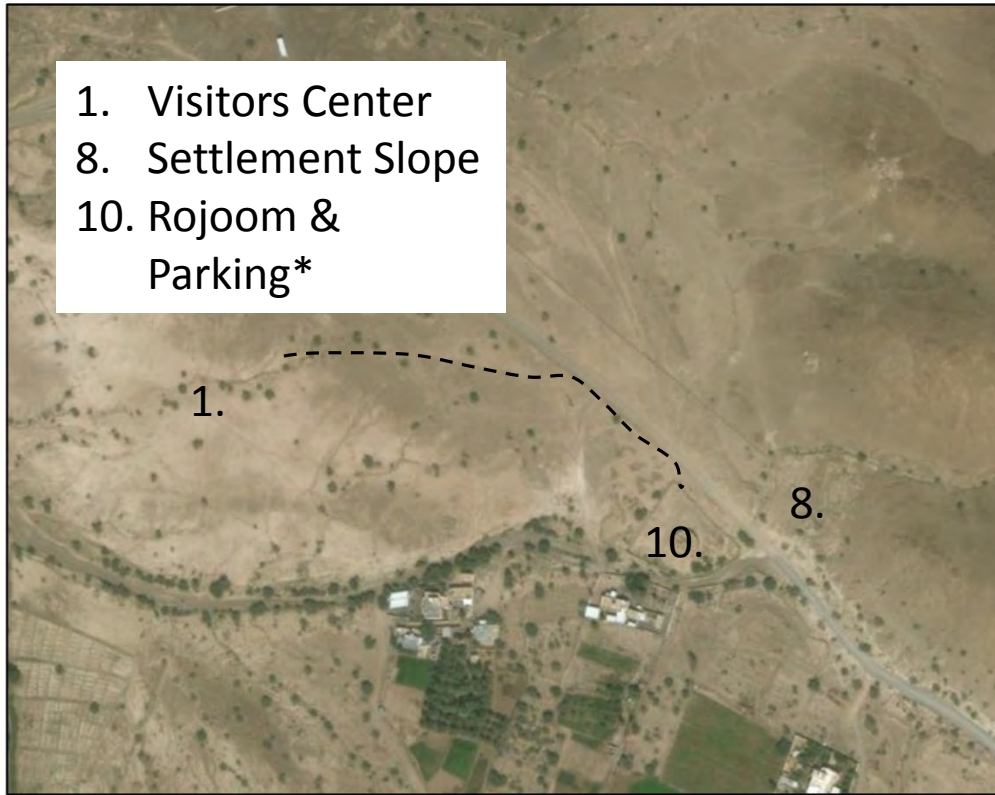 1. Visitors Center
8. Settlement Slope
10. Rojoom &
Parking*
1.
8.
10.